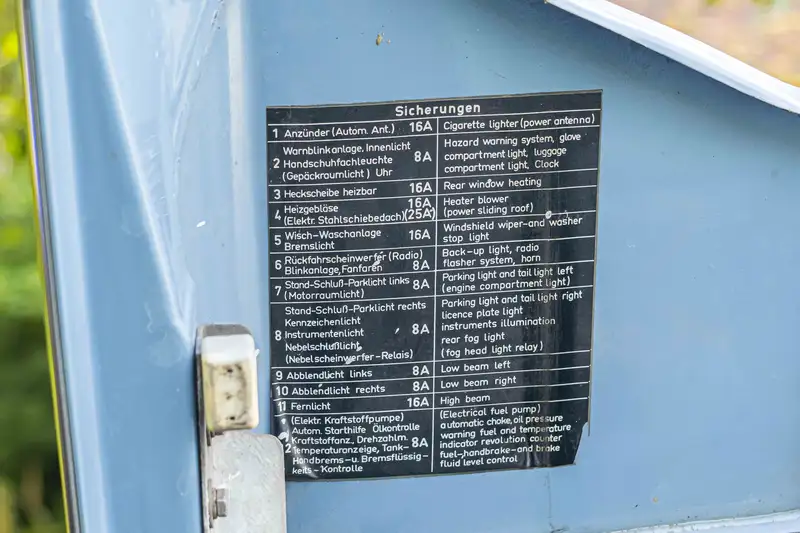 Sicherungen
1 Anzünder (Autom. Ant.) 16A Cigarette lighter (power antenna)
Warnblinkanlage, Innenlicht
2 Handschuhfachleuchte 8A
(Gepäckraumlicht) Uhr
Hazard warning system, glove
compartment light, luggage
compartment light, Clock
3 Heckscheibe heizbar 16A Rear window heating
4 Heizgebläse 16A
(Elektr. Stahlschiebedach) (25A)
Heater blower
(power sliding roof)
5 Wisch-Waschanlage 16A
Bremslicht
Windshield wiper-and washer
stop light
6 Rückfahrscheinwerfer (Radio)
Blinkanlage, Fanfaren 8A
Back-up light, radio
flasher system, horn
7 Stand-Schluß-Parklicht links 8A
(Motorraumlicht)
Parking light and tail light left
(engine compartment light)
Stand-Schluß-Parklicht rechts
Kennzeichenlicht
8 Instrumentenlicht 8A
Nebelschlußlicht
(Nebelscheinwerfer-Relais)
Parking light and tail light right
licence plate light
instruments illumination
rear fog light
(fog head light relay)
9 Abblendlicht links 8A Low beam left
10 Abblendlicht rechts 8A Low beam right
11 Fernlicht 16A High beam
(Elektr. Kraftstoffpumpe)
Autom. Starthilfe Ölkontrolle
Kraftstoffanz., Drehzahlm.
2 Temperaturanzeige, Tank- 8A
Handbrems-u. Bremsflüssig-
keits-Kontrolle
(Electrical fuel pump)
automatic choke, oil pressure
warning fuel and temperature
indicator revolution counter
fuel-, handbrake-and brake
fluid level control